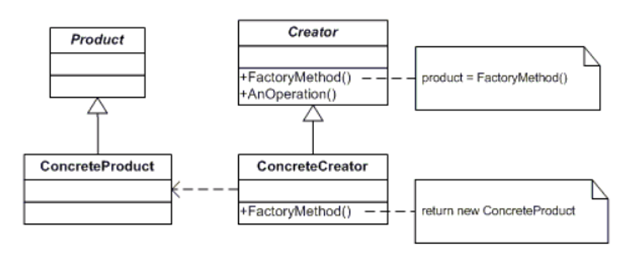 Product
Creator
+FactoryMethod()
+AnOperation()
product = FactoryMethod()
ConcreteProduct
ConcreteCreator
+FactoryMethod()
return new ConcreteProduct